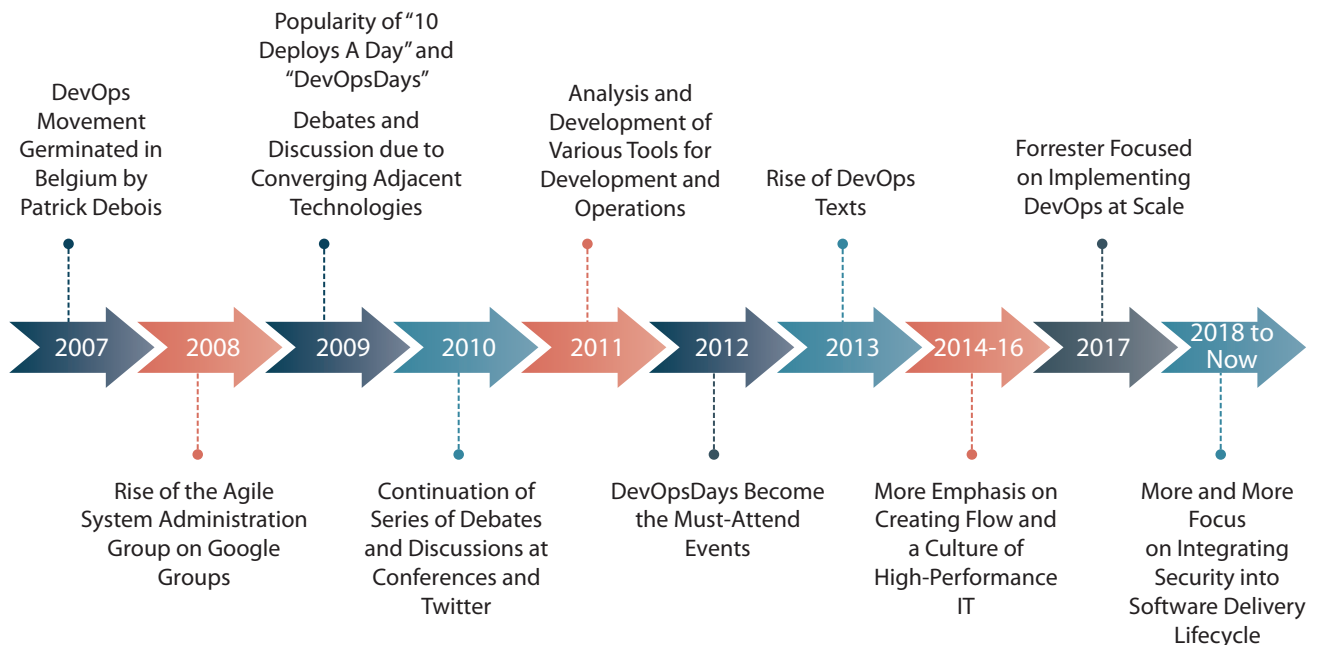 DevOps
Movement
Germinated in
Belgium by
Patrick Debois
Popularity of “10
Deploys A Day” and
“DevOpsDays”
Debates and
Discussion due to
Converging Adjacent
Technologies
Analysis and
Development of
Various Tools for
Development and
Operations
Rise of DevOps
Texts
Forrester Focused
on Implementing
DevOps at Scale
2007
2008
2009
2010
2011
2012
2013
2014-16
2017
2018 to
Now
Rise of the Agile
System Administration
Group on Google
Groups
Continuation of
Series of Debates
and Discussions at
Conferences and
Twitter
DevOpsDays Become
the Must-Attend
Events
More Emphasis on
Creating Flow and
a Culture of
High-Performance
IT
More and More
Focus
on Integrating
Security into
Software Delivery
Lifecycle